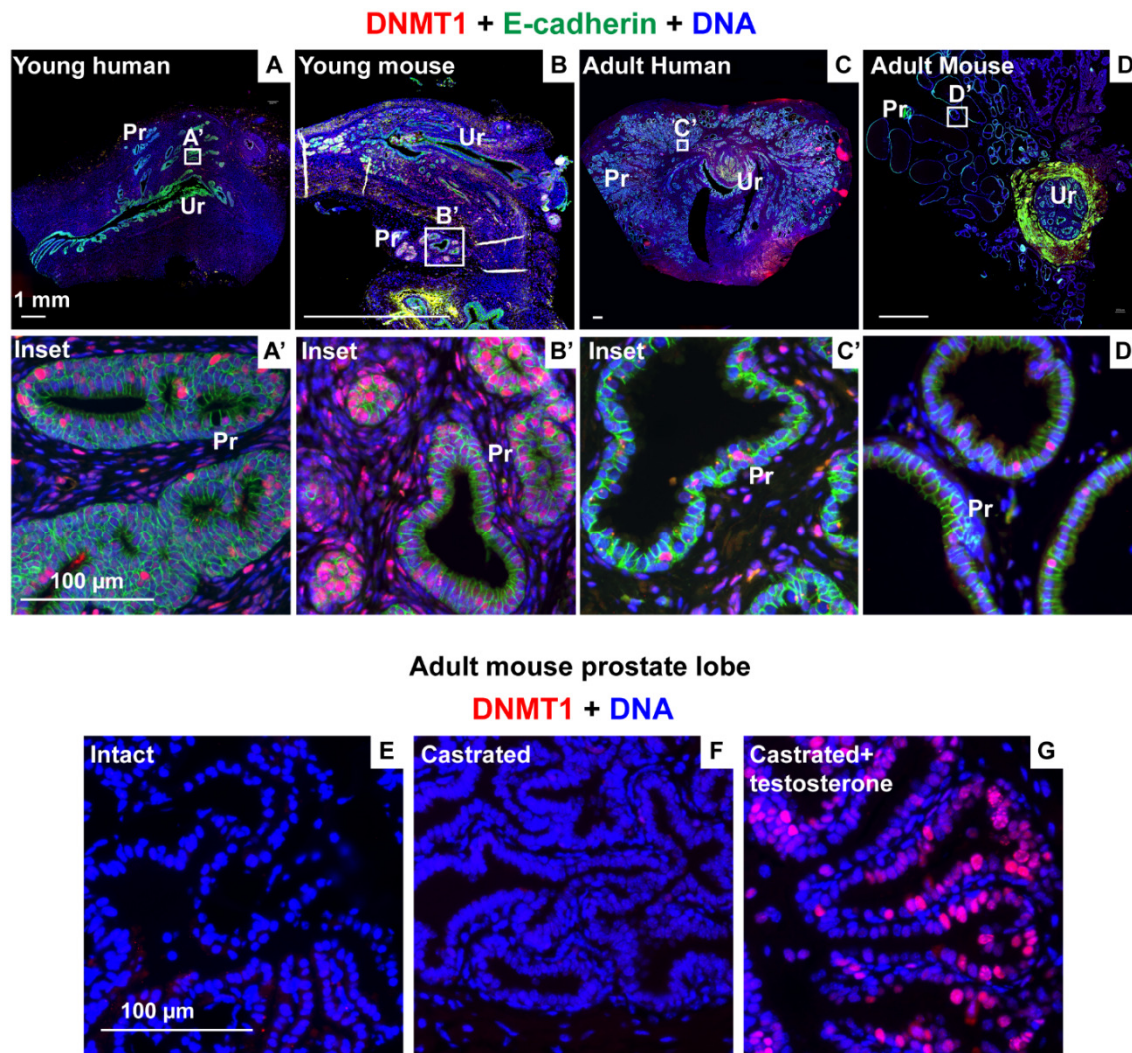 DNMT1 + E-cadherin + DNA
Young human
A
Pr
A'
Ur
1 mm
Young mouse
B
Ur
B'
Pr
Adult Human
C
C'
Pr
Ur
Adult Mouse
D
D'
Pr
Ur
Inset
A'
Pr
100 µm
Inset
B'
Pr
Inset
C'
Pr
D
Pr
Adult mouse prostate lobe
DNMT1 + DNA
Intact
E
100 µm
Castrated
F
Castrated+
testosterone
G